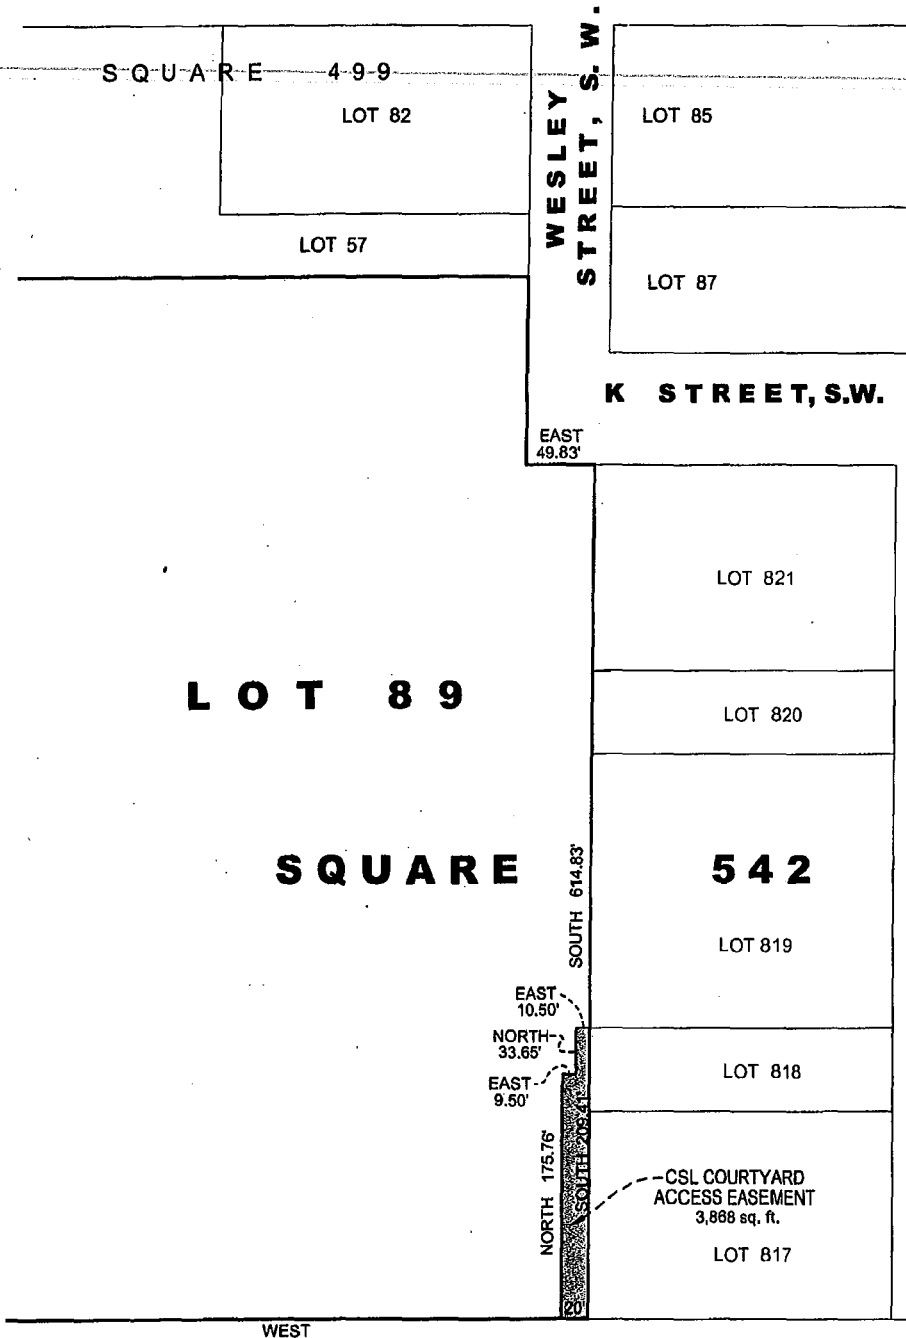 SQUARE 499
LOT 82
WESLEY
STREET, S.W.
LOT 85
LOT 57
LOT 87
K STREET, S.W.
EAST
49.83'
LOT 821
LOT 89
LOT 820
SQUARE 542
SOUTH 614.83'
LOT 819
EAST
10.50'
NORTH
33.65'
EAST
9.50'
LOT 818
NORTH 175.76'
SOUTH 209.41'
CSL COURTYARD
ACCESS EASEMENT
3,868 sq. ft.
LOT 817
20'
WEST